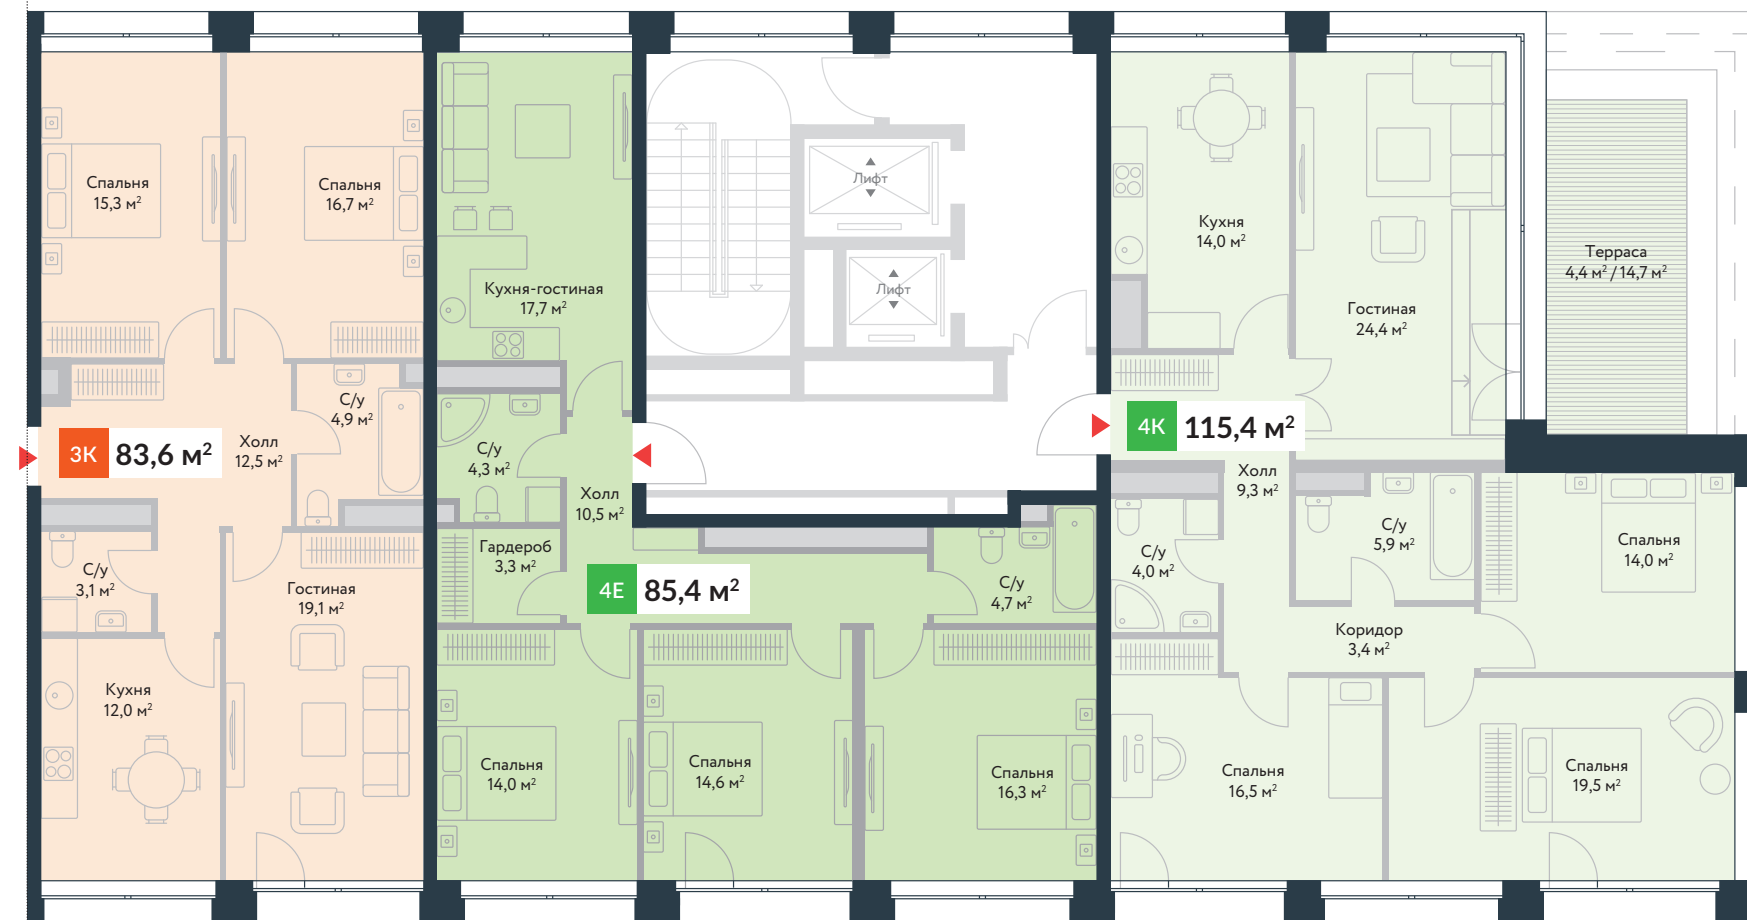 Спальня
15,3 м²
Спальня
16,7 м²
С/у
4,9 м²
3К 83,6 м²
Холл
12,5 м²
С/у
3,1 м²
Гостиная
19,1 м²
Кухня
12,0 м²
Кухня-гостиная
17,7 м²
С/у
4,3 м²
Холл
10,5 м²
Гардероб
3,3 м²
4Е 85,4 м²
С/у
4,7 м²
Спальня
14,0 м²
Спальня
14,6 м²
Спальня
16,3 м²
Лифт
Лифт
Кухня
14,0 м²
Гостиная
24,4 м²
Терраса
4,4 м² / 14,7 м²
4К 115,4 м²
Холл
9,3 м²
С/у
4,0 м²
С/у
5,9 м²
Спальня
14,0 м²
Коридор
3,4 м²
Спальня
16,5 м²
Спальня
19,5 м²